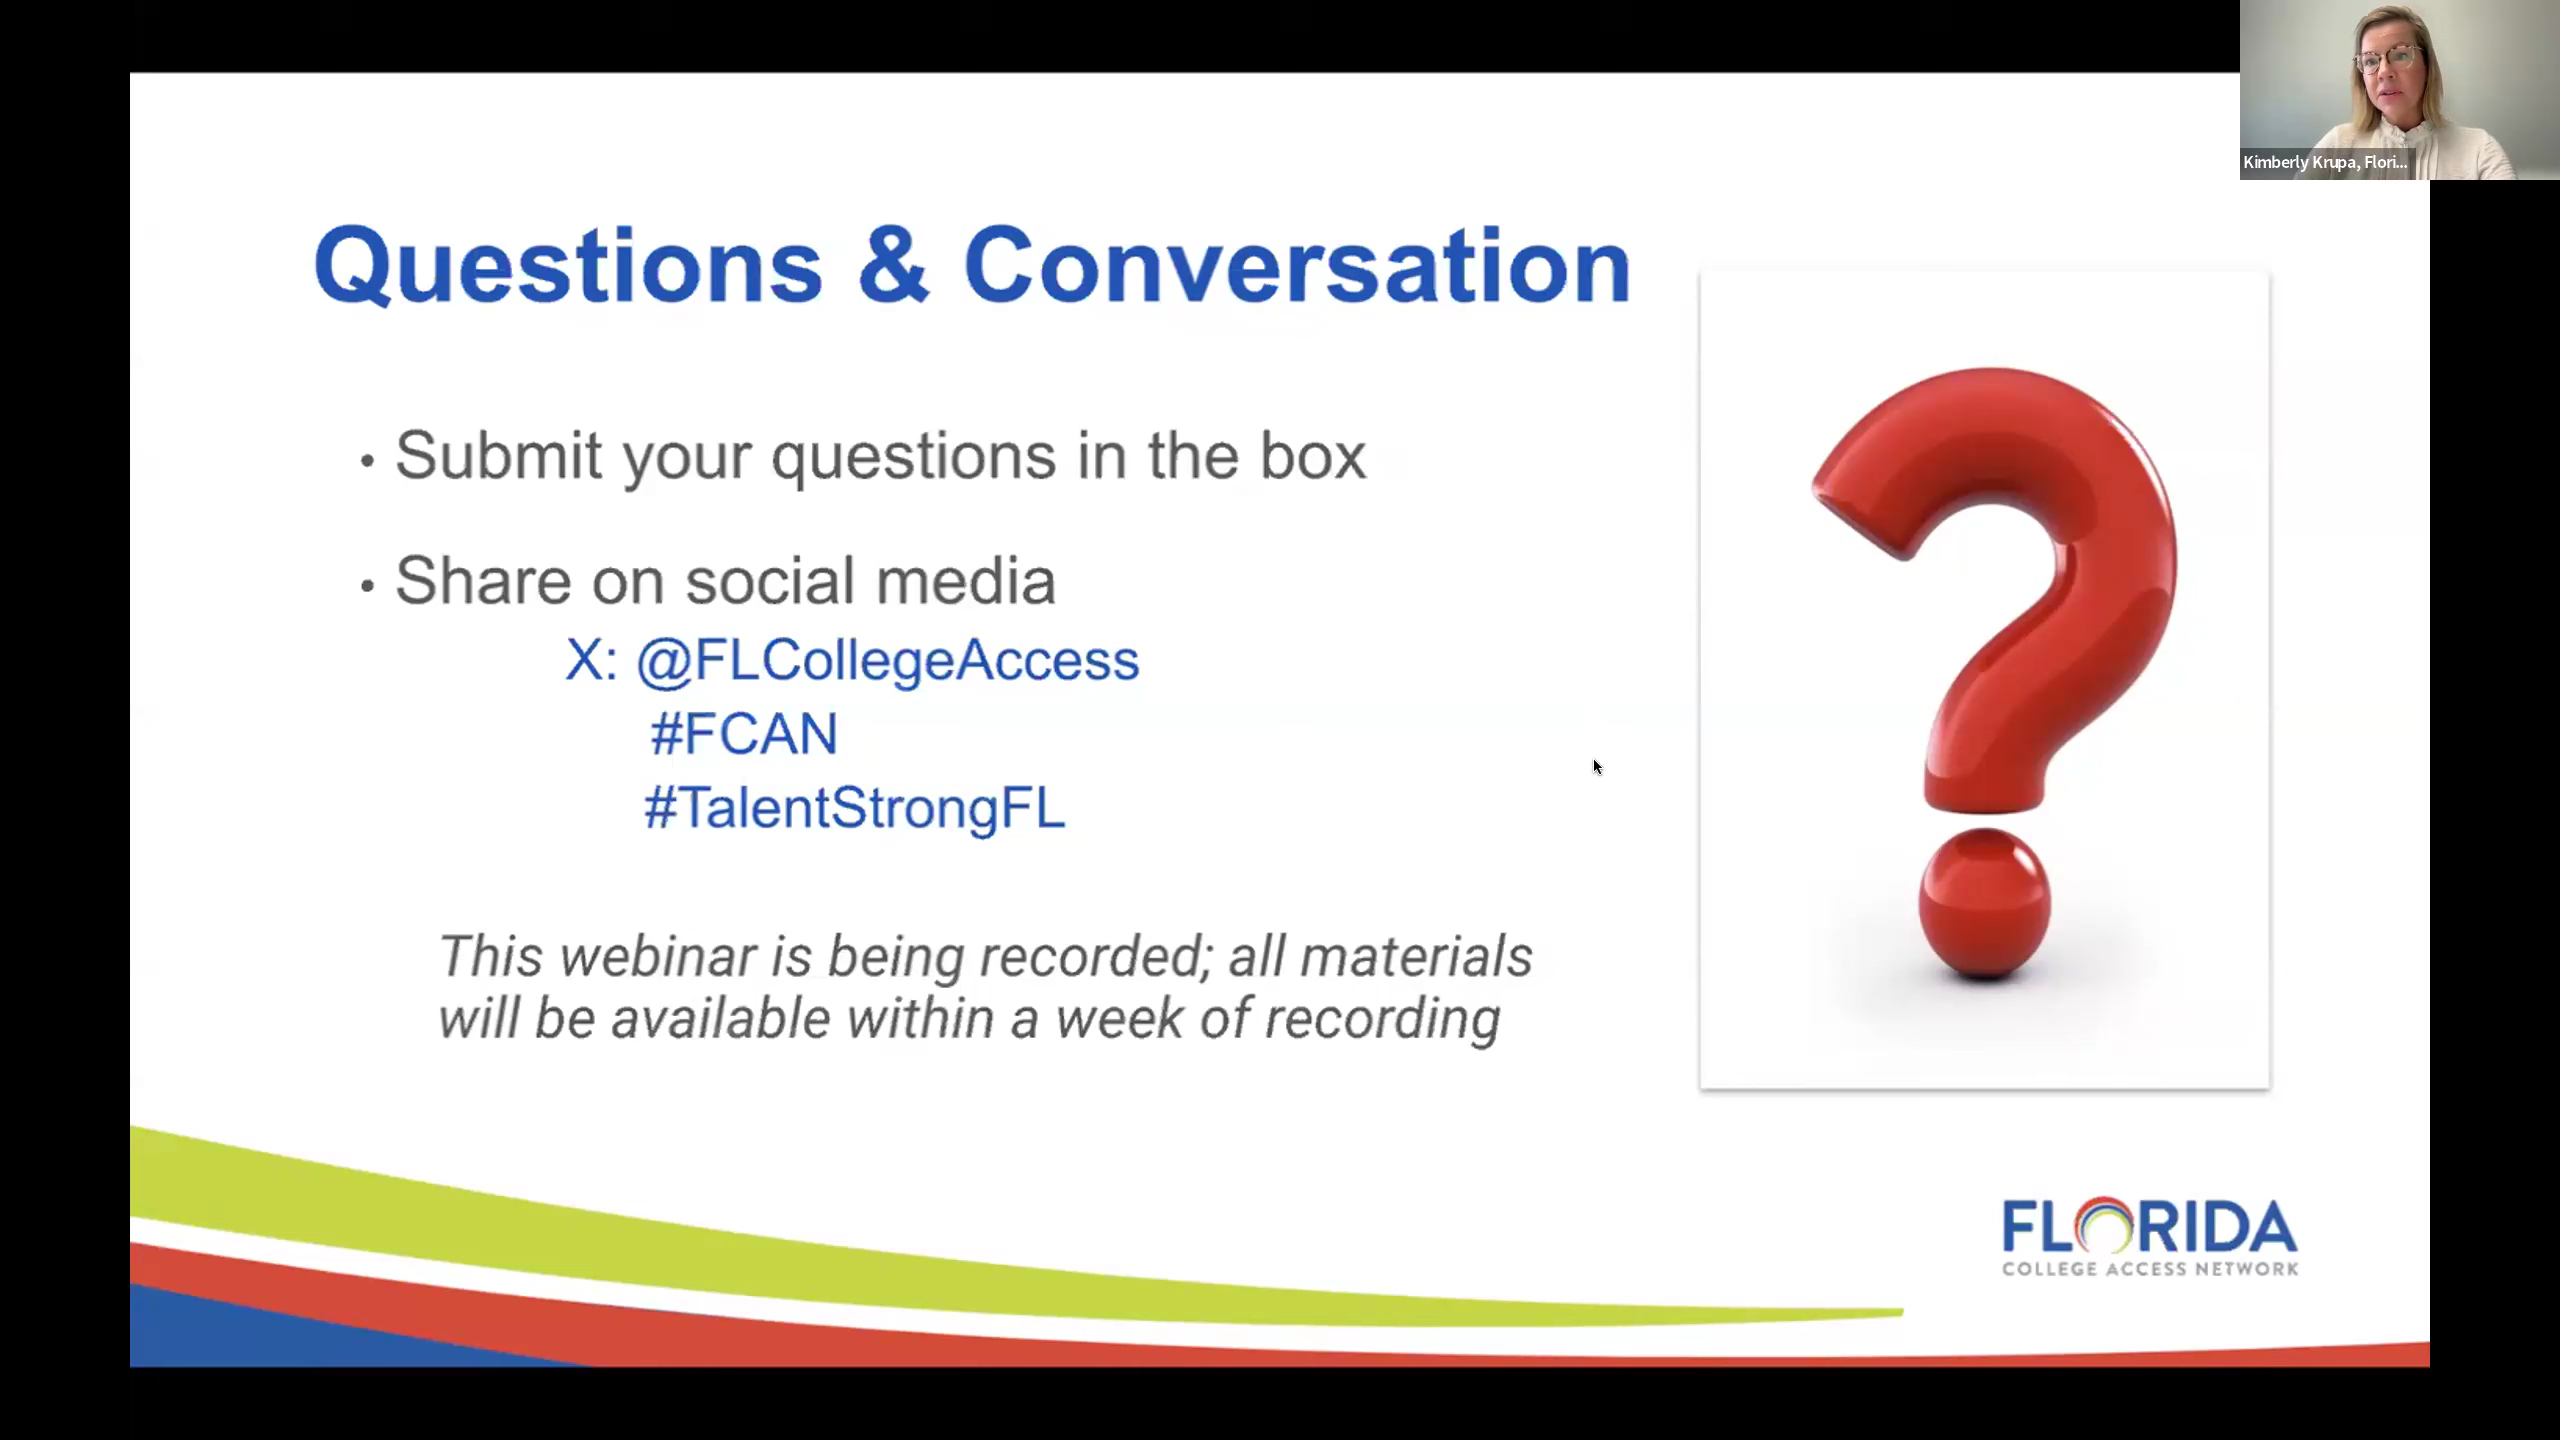 Kimberly Krupa, Flori...
Questions & Conversation
• Submit your questions in the box
• Share on social media
X: @FLCollegeAccess
#FCAN
#TalentStrongFL
This webinar is being recorded; all materials
will be available within a week of recording
FLORIDA
COLLEGE ACCESS NETWORK